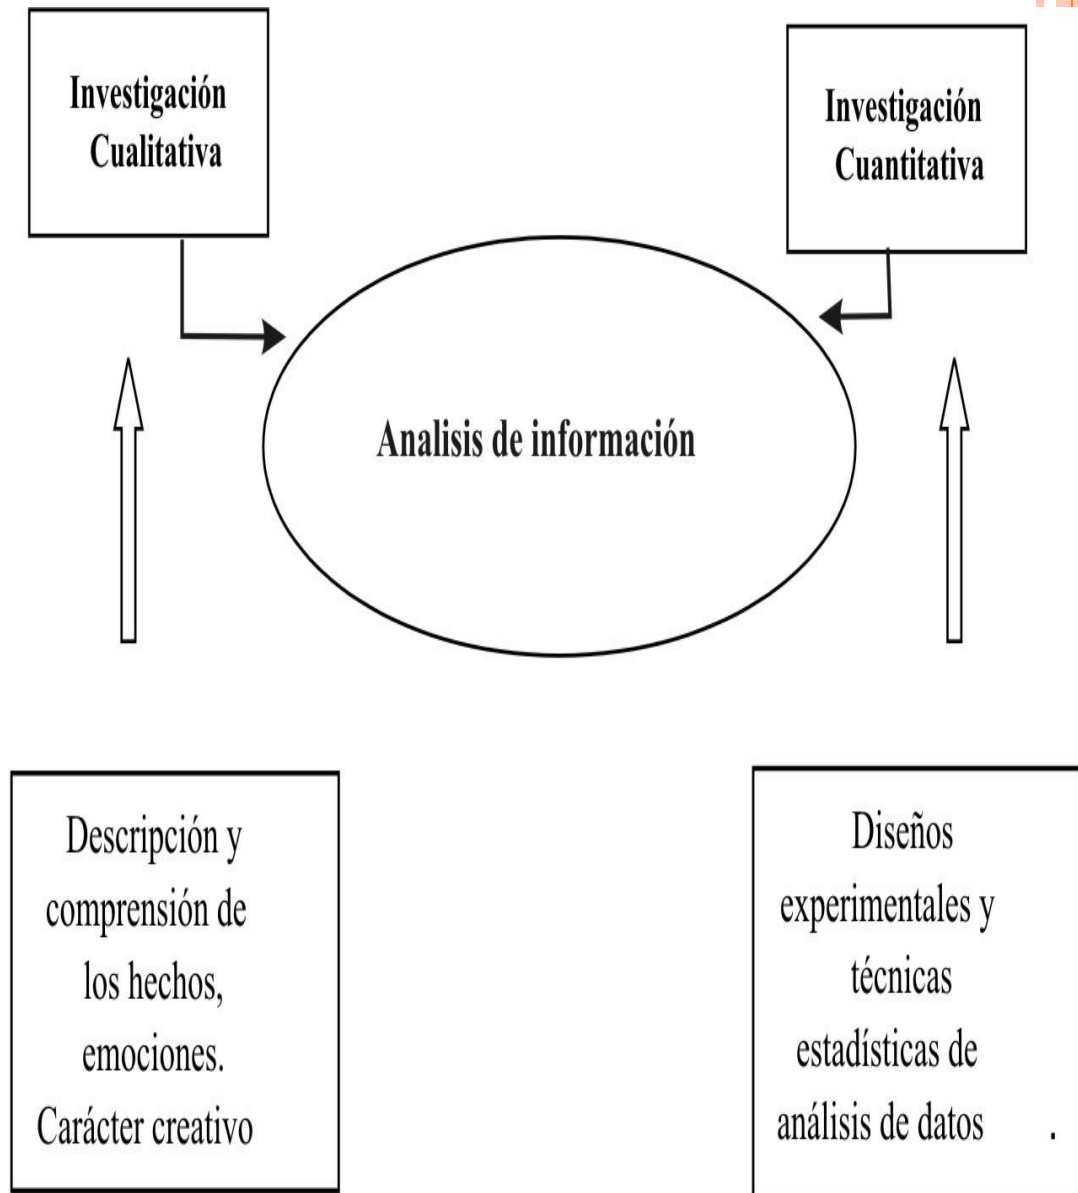 Investigación
Cualitativa
Investigación
Cuantitativa
Analisis de información
Descripción y
comprensión de
los hechos,
emociones.
Carácter creativo
Diseños
experimentales y
técnicas
estadísticas de
análisis de datos .